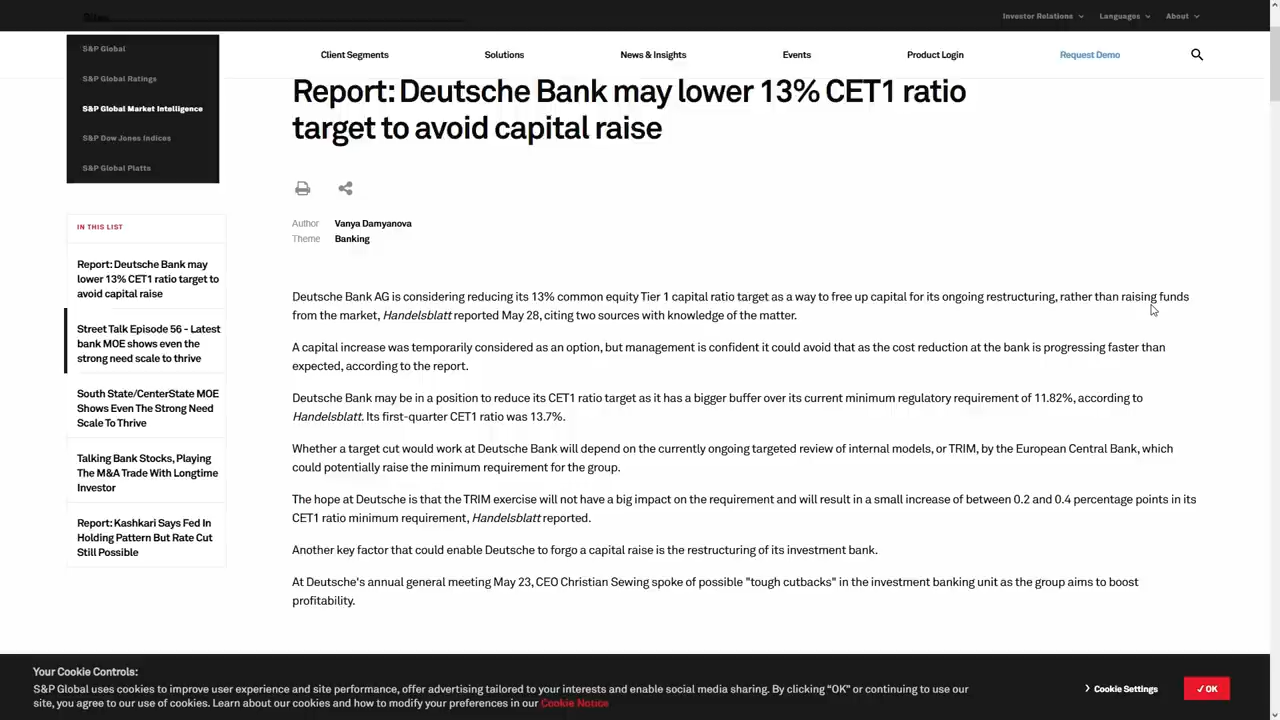 Investor Relations
Languages
About
S&P Global
S&P Global Ratings
S&P Global Market Intelligence
S&P Dow Jones Indices
S&P Global Platts
Client Segments
Solutions
News & Insights
Events
Product Login
Request Demo
Report: Deutsche Bank may lower 13% CET1 ratio
target to avoid capital raise
Author Vanya Damyanova
Theme Banking
IN THIS LIST
Report: Deutsche Bank may
lower 13% CET1 ratio target to
avoid capital raise
Street Talk Episode 56 - Latest
bank MOE shows even the
strong need scale to thrive
South State/CenterState MOE
Shows Even The Strong Need
Scale To Thrive
Talking Bank Stocks, Playing
The M&A Trade With Longtime
Investor
Report: Kashkari Says Fed In
Holding Pattern But Rate Cut
Still Possible
Deutsche Bank AG is considering reducing its 13% common equity Tier 1 capital ratio target as a way to free up capital for its ongoing restructuring, rather than raising funds
from the market, Handelsblatt reported May 28, citing two sources with knowledge of the matter.
A capital increase was temporarily considered as an option, but management is confident it could avoid that as the cost reduction at the bank is progressing faster than
expected, according to the report.
Deutsche Bank may be in a position to reduce its CET1 ratio target as it has a bigger buffer over its current minimum regulatory requirement of 11.82%, according to
Handelsblatt. Its first-quarter CET1 ratio was 13.7%.
Whether a target cut would work at Deutsche Bank will depend on the currently ongoing targeted review of internal models, or TRIM, by the European Central Bank, which
could potentially raise the minimum requirement for the group.
The hope at Deutsche is that the TRIM exercise will not have a big impact on the requirement and will result in a small increase of between 0.2 and 0.4 percentage points in its
CET1 ratio minimum requirement, Handelsblatt reported.
Another key factor that could enable Deutsche to forgo a capital raise is the restructuring of its investment bank.
At Deutsche's annual general meeting May 23, CEO Christian Sewing spoke of possible "tough cutbacks" in the investment banking unit as the group aims to boost
profitability.
Your Cookie Controls:
S&P Global uses cookies to improve user experience and site performance, offer advertising tailored to your interests and enable social media sharing. By clicking "OK" or continuing to use our
site, you agree to our use of cookies. Learn about our cookies and how to modify your preferences in our Cookie Notice
Cookie Settings
✓OK